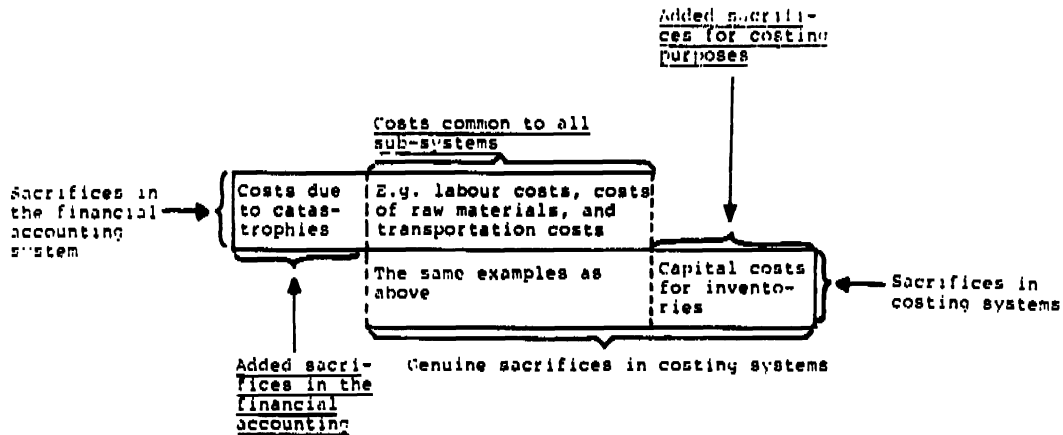 Added sacrifi-
ces for costing
purposes
Costs common to all
sub-systems
Sacrifices in
the financial
accounting
system
Costs due
to catas-
trophies
E.g. labour costs, costs
of raw materials, and
transportation costs
The same examples as
above
Capital costs
for invento-
ries
Sacrifices in
costing systems
Added sacri-
fices in the
financial
accounting
Genuine sacrifices in costing systems